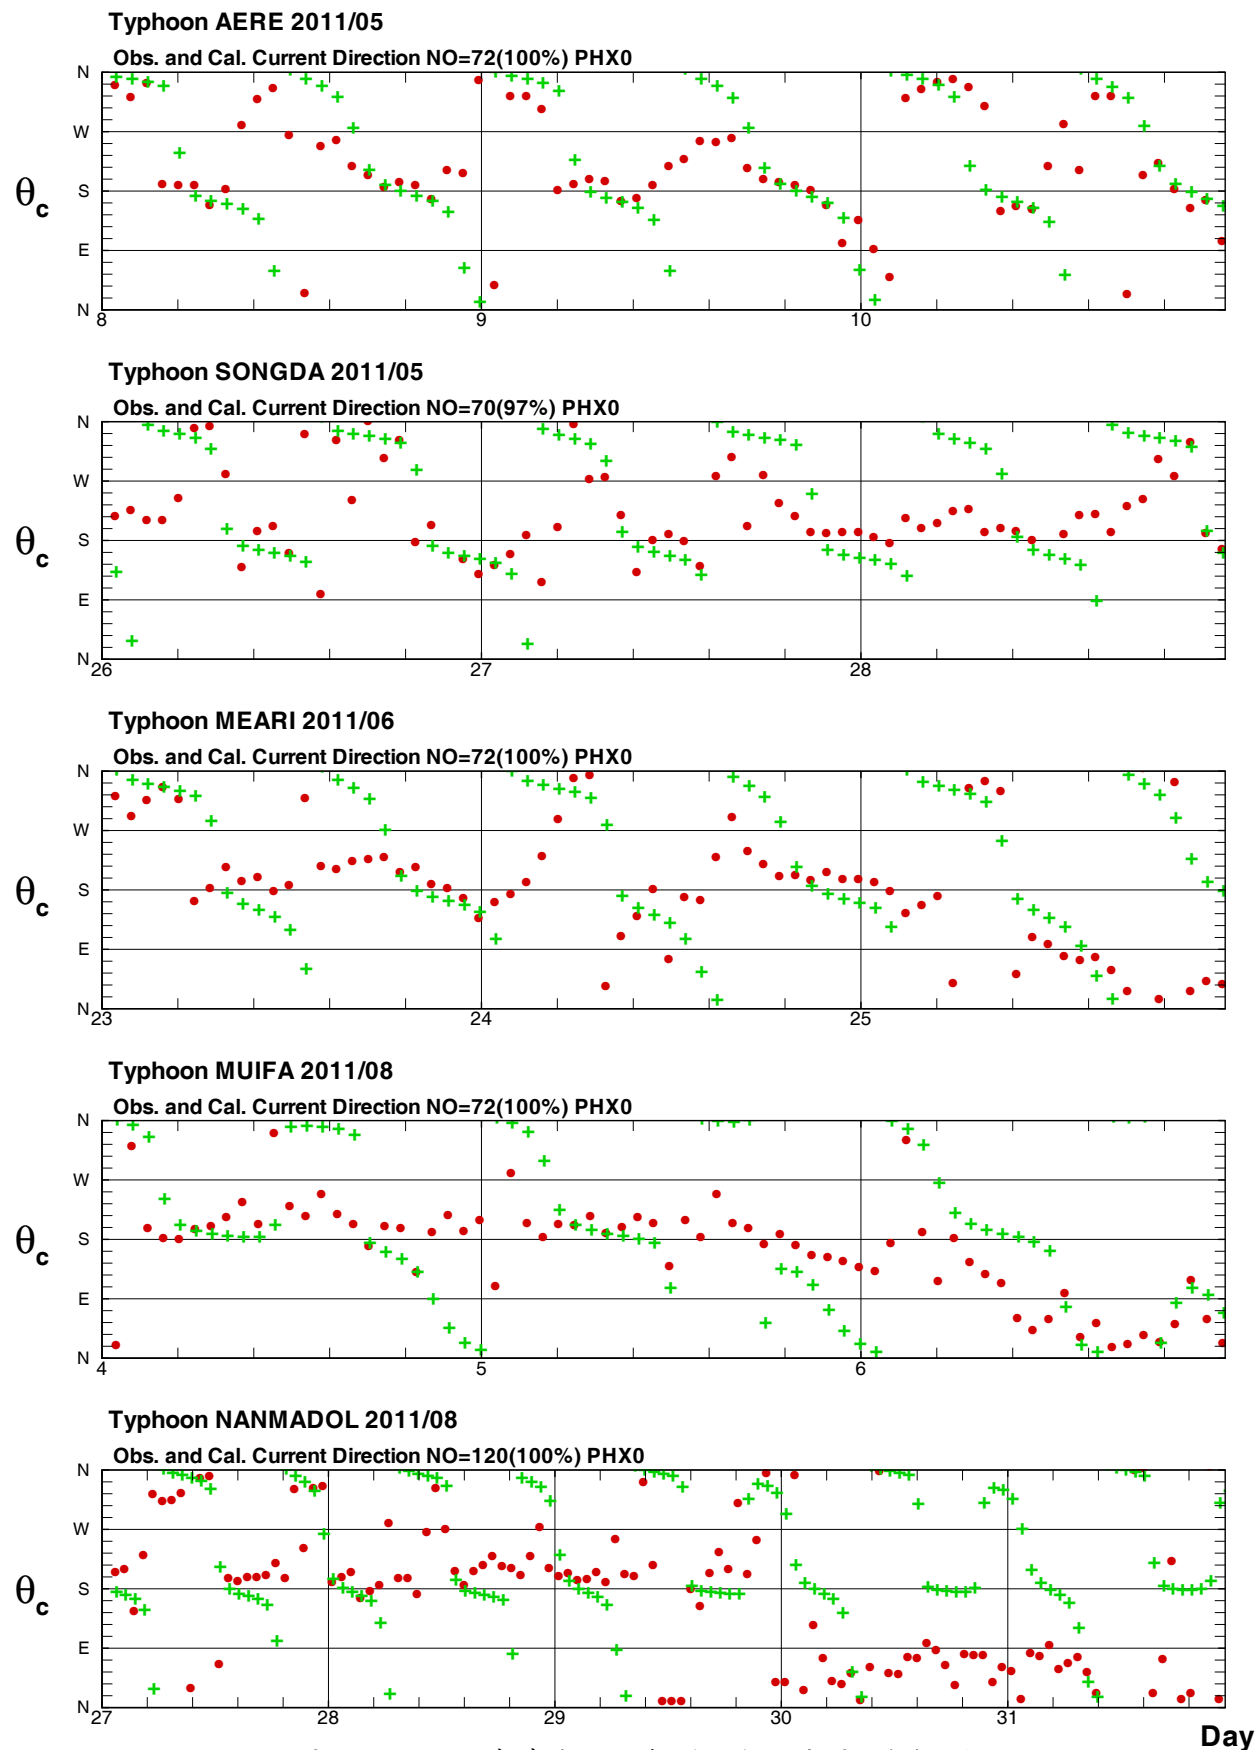 Typhoon AERE 2011/05
Obs. and Cal. Current Direction NO=72(100%) PHX0
N
W
θc
S
E
N
8 9 10
Typhoon SONGDA 2011/05
Obs. and Cal. Current Direction NO=70(97%) PHX0
N
W
θc
S
E
N
26 27 28
Typhoon MEARI 2011/06
Obs. and Cal. Current Direction NO=72(100%) PHX0
N
W
θc
S
E
N
23 24 25
Typhoon MUIFA 2011/08
Obs. and Cal. Current Direction NO=72(100%) PHX0
N
W
θc
S
E
N
4 5 6
Typhoon NANMADOL 2011/08
Obs. and Cal. Current Direction NO=120(100%) PHX0
N
W
θc
S
E
N
27 28 29 30 31
Day